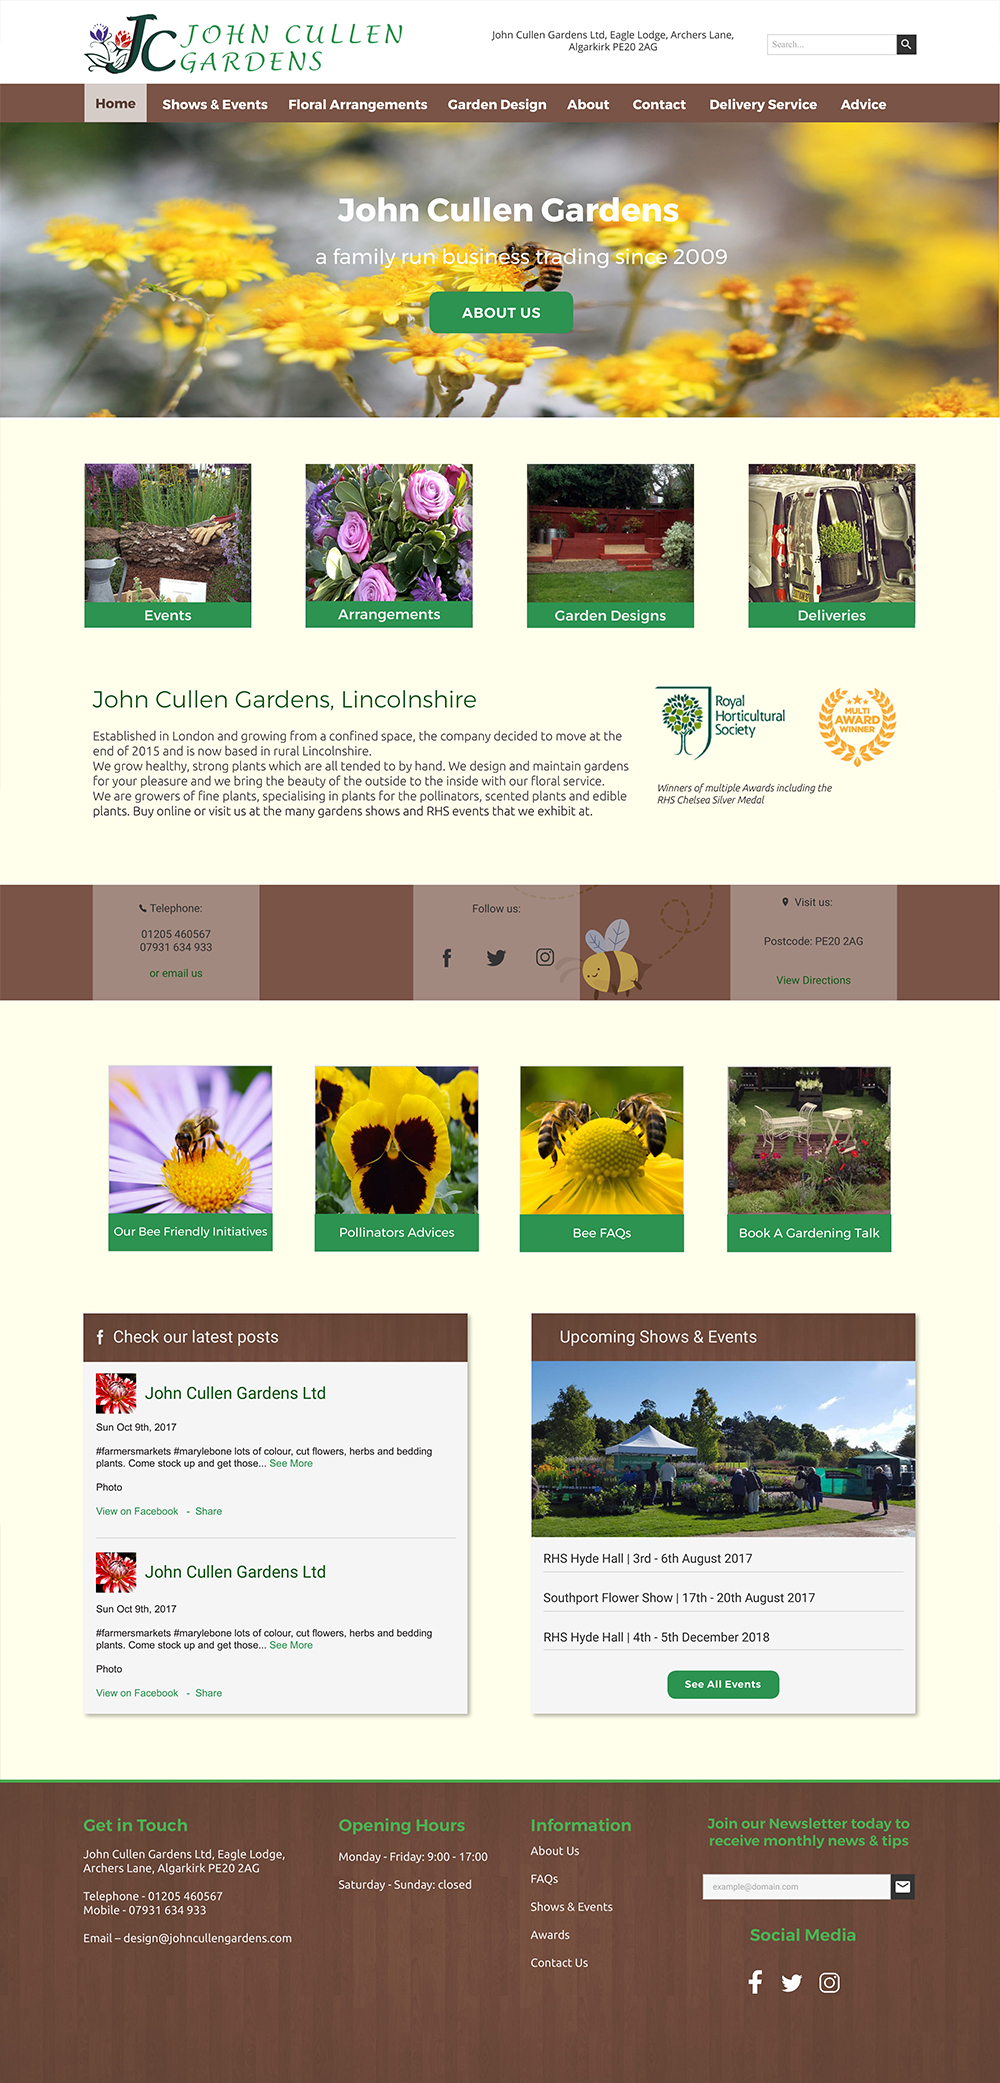 JC JOHN CULLEN
GARDENS
John Cullen Gardens Ltd, Eagle Lodge, Archers Lane,
Algarkirk PE20 2AG
Search...
Home Shows & Events Floral Arrangements Garden Design About Contact Delivery Service Advice
John Cullen Gardens
a family run business trading since 2009
ABOUT US
Events
Arrangements
Garden Designs
Deliveries
John Cullen Gardens, Lincolnshire
Established in London and growing from a confined space, the company decided to move at the
end of 2015 and is now based in rural Lincolnshire.
We grow healthy, strong plants which are all tended to by hand. We design and maintain gardens
for your pleasure and we bring the beauty of the outside to the inside with our floral service.
We are growers of fine plants, specialising in plants for the pollinators, scented plants and edible
plants. Buy online or visit us at the many gardens shows and RHS events that we exhibit at.
Royal
Horticultural
Society
MULTI
AWARD
WINNER
Winners of multiple Awards including the
RHS Chelsea Silver Medal
Telephone:
01205 460567
07931 634 933
or email us
Follow us:
Visit us:
Postcode: PE20 2AG
View Directions
Our Bee Friendly Initiatives
Pollinators Advices
Bee FAQs
Book A Gardening Talk
Check our latest posts
John Cullen Gardens Ltd
Sun Oct 9th, 2017
#farmersmarkets #marylebone lots of colour, cut flowers, herbs and bedding
plants. Come stock up and get those... See More
Photo
View on Facebook - Share
John Cullen Gardens Ltd
Sun Oct 9th, 2017
#farmersmarkets #marylebone lots of colour, cut flowers, herbs and bedding
plants. Come stock up and get those... See More
Photo
View on Facebook - Share
Upcoming Shows & Events
RHS Hyde Hall | 3rd - 6th August 2017
Southport Flower Show | 17th - 20th August 2017
RHS Hyde Hall | 4th - 5th December 2018
See All Events
Get in Touch
John Cullen Gardens Ltd, Eagle Lodge,
Archers Lane, Algarkirk PE20 2AG
Telephone - 01205 460567
Mobile - 07931 634 933
Email – design@johncullengardens.com
Opening Hours
Monday - Friday: 9:00 - 17:00
Saturday - Sunday: closed
Information
About Us
FAQs
Shows & Events
Awards
Contact Us
Join our Newsletter today to
receive monthly news & tips
example@domain.com
Social Media